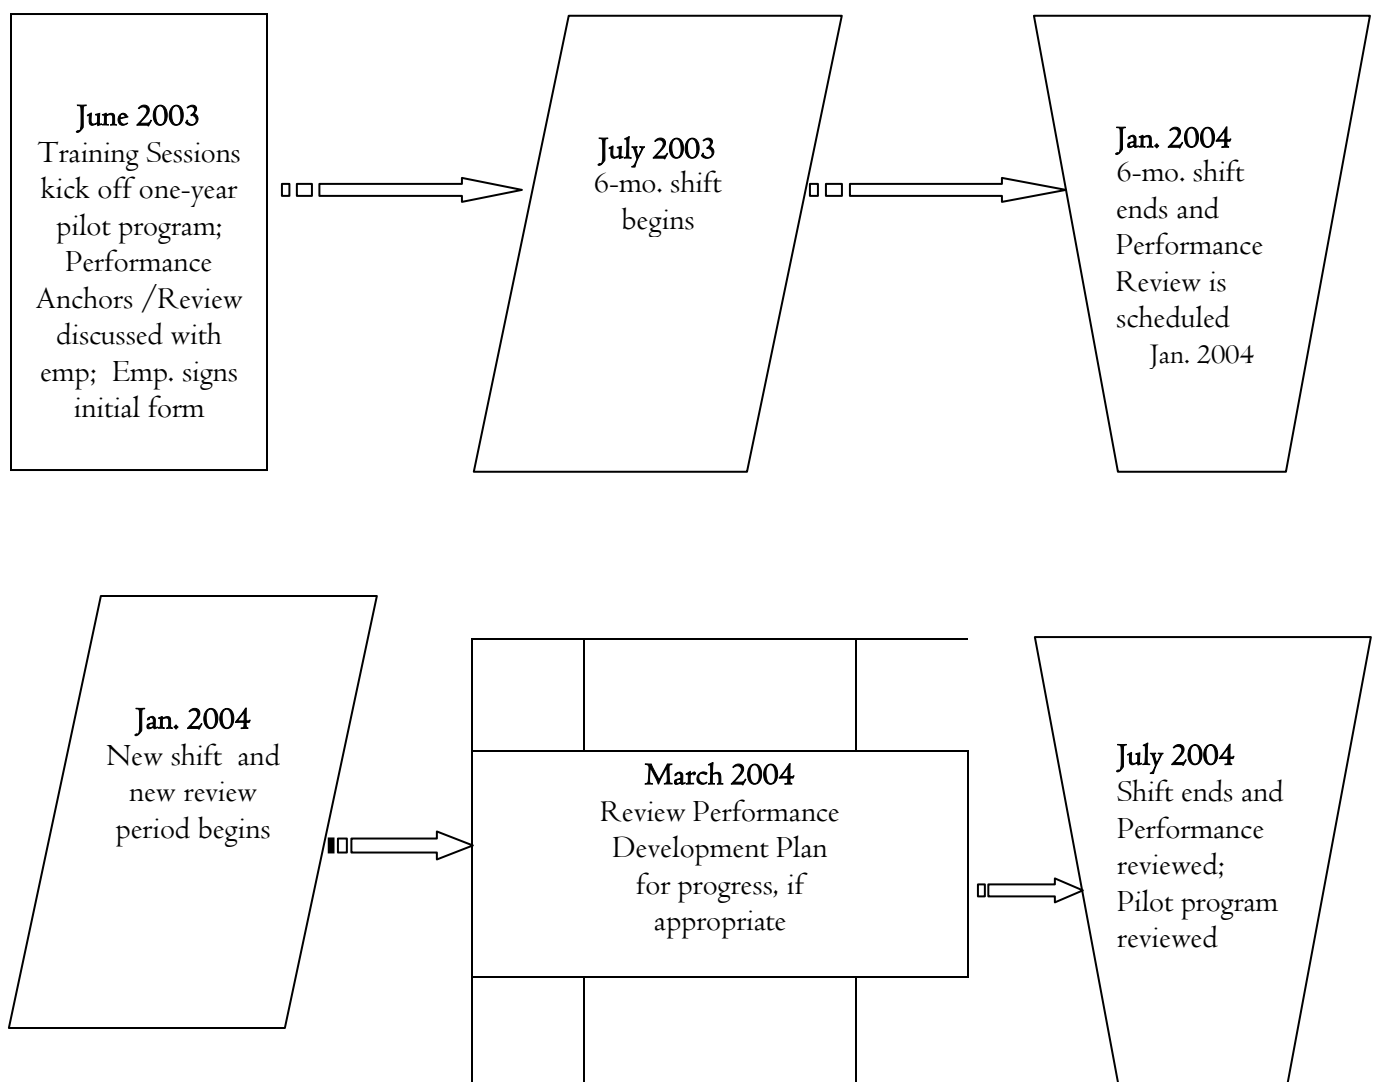 June 2003
Training Sessions
kick off one-year
pilot program;
Performance
Anchors /Review
discussed with
emp;  Emp. signs
initial form
July 2003
6-mo. shift
begins
Jan. 2004
6-mo. shift
ends and
Performance
Review is
scheduled
Jan. 2004
Jan. 2004
New shift  and
new review
period begins
March 2004
Review Performance
Development Plan
for progress, if
appropriate
July 2004
Shift ends and
Performance
reviewed;
Pilot program
reviewed